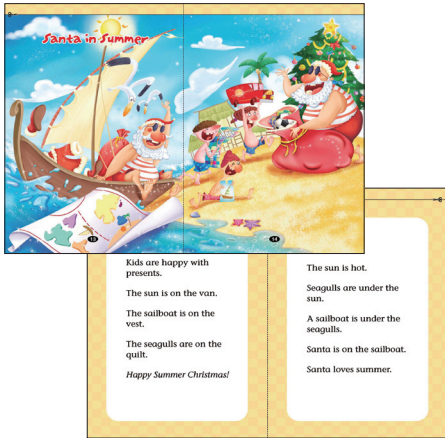 Santa in Summer
13
14
Kids are happy with
presents.
The sun is on the van.
The sailboat is on the
vest.
The seagulls are on the
quilt.
Happy Summer Christmas!
The sun is hot.
Seagulls are under the
sun.
A sailboat is under the
seagulls.
Santa is on the sailboat.
Santa loves summer.